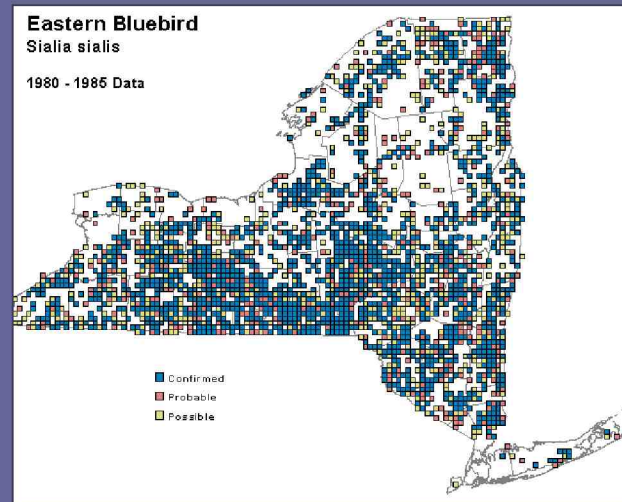 Eastern Bluebird
Sialia sialis
1980 - 1985 Data
Confirmed
Probable
Possible